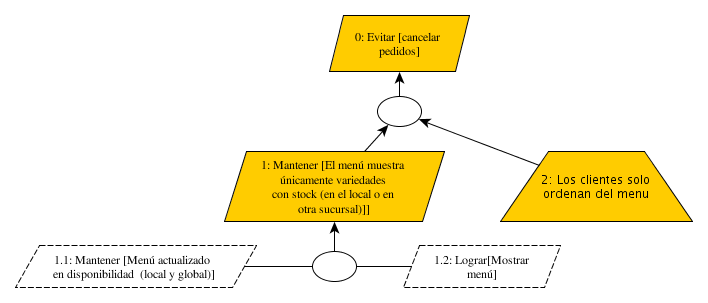 0: Evitar [cancelar
pedidos]
1: Mantener [El menú muestra
únicamente variedades
con stock (en el local o en
otra sucursal)]]
2: Los clientes solo
ordenan del menu
1.1: Mantener [Menú actualizado
en disponibilidad (local y global)]
1.2: Lograr[Mostrar
menú]